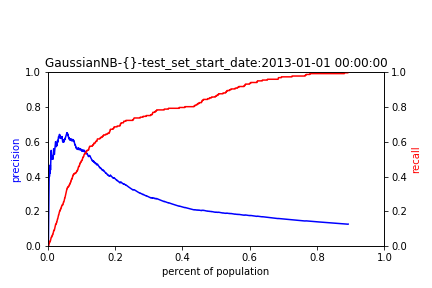 GaussianNB-{}-test_set_start_date:2013-01-01 00:00:00
1.0 1.0
0.8 0.8
0.6 0.6
precision recall
0.4 0.4
0.2 0.2
0.0 0.0
0.0 0.2 0.4 0.6 0.8 1.0
percent of population